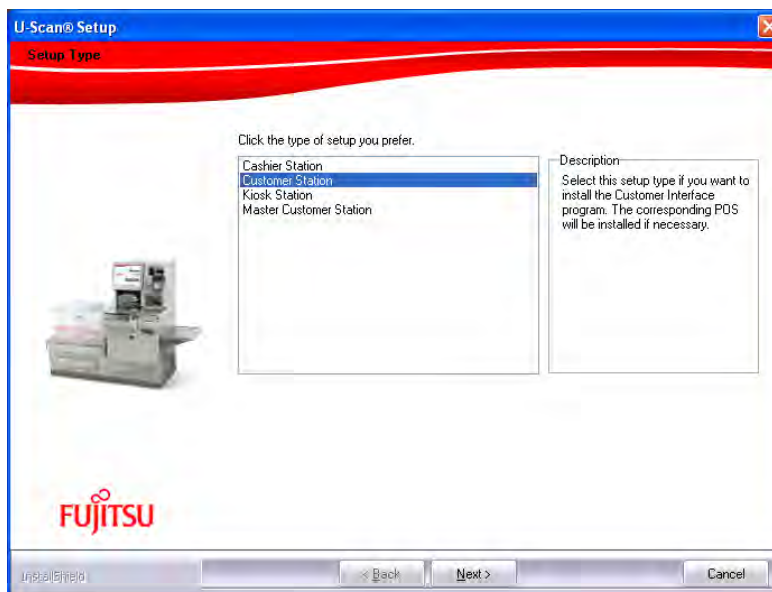 U-Scan® Setup
Setup Type
Click the type of setup you prefer.
Cashier Station
Customer Station
Kiosk Station
Master Customer Station
Description
Select this setup type if you want to
install the Customer Interface
program. The corresponding POS
will be installed if necessary.
FUJITSU
InstallShield
< Back
Next >
Cancel